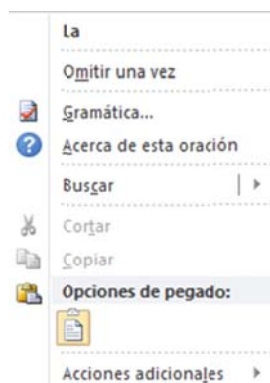 la
Omitir una vez
Gramática...
Acerca de esta oración
Buscar
Cortar
Copiar
Opciones de pegado:
Acciones adicionales